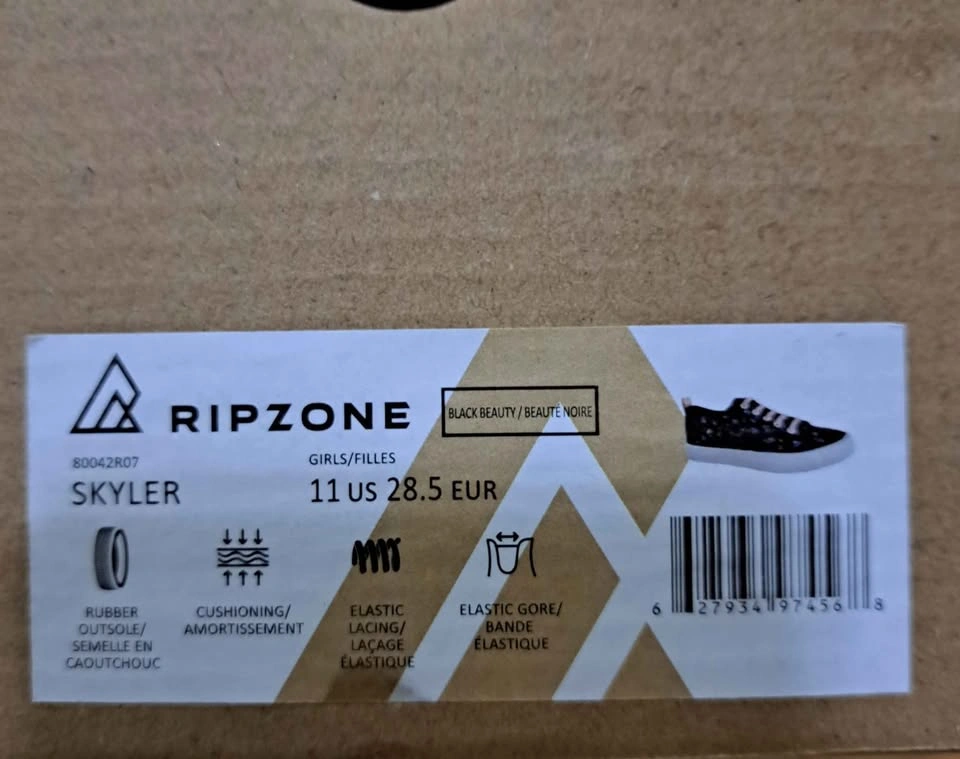 RIPZONE
BLACK BEAUTY / BEAUTÉ NOIRE
80042R07
SKYLER
GIRLS/FILLES
11 US 28.5 EUR
RUBBER
OUTSOLE/
SEMELLE EN
CAOUTCHOUC
CUSHIONING/
AMORTISSEMENT
ELASTIC
LACING/
LAÇAGE
ÉLASTIQUE
ELASTIC GORE/
BANDE
ÉLASTIQUE
6 27934 97456 8